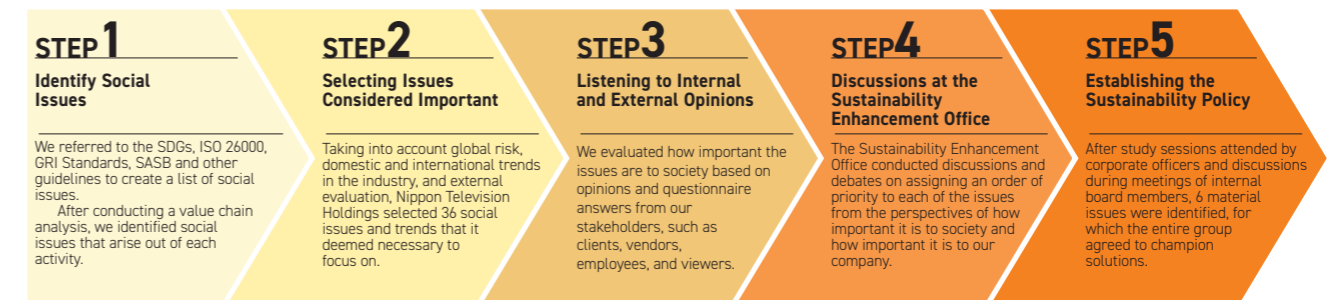 STEP1
Identify Social
Issues
We referred to the SDGs, ISO 26000,
GRI Standards, SASB and other
guidelines to create a list of social
issues.
After conducting a value chain
analysis, we identified social
issues that arise out of each
activity.
STEP2
Selecting Issues
Considered Important
Taking into account global risk,
domestic and international trends
in the industry, and external
evaluation, Nippon Television
Holdings selected 36 social
issues and trends that it
deemed necessary to
focus on.
STEP3
Listening to Internal
and External Opinions
We evaluated how important the
issues are to society based on
opinions and questionnaire
answers from our
stakeholders, such as
clients, vendors,
employees, and viewers.
STEP4
Discussions at the
Sustainability
Enhancement Office
The Sustainability Enhancement
Office conducted discussions and
debates on assigning an order of
priority to each of the issues
from the perspectives of how
important it is to society and
how important it is to our
company.
STEP5
Establishing the
Sustainability Policy
After study sessions attended by
corporate officers and discussions
during meetings of internal
board members, 6 material
issues were identified, for
which the entire group
agreed to champion
solutions.